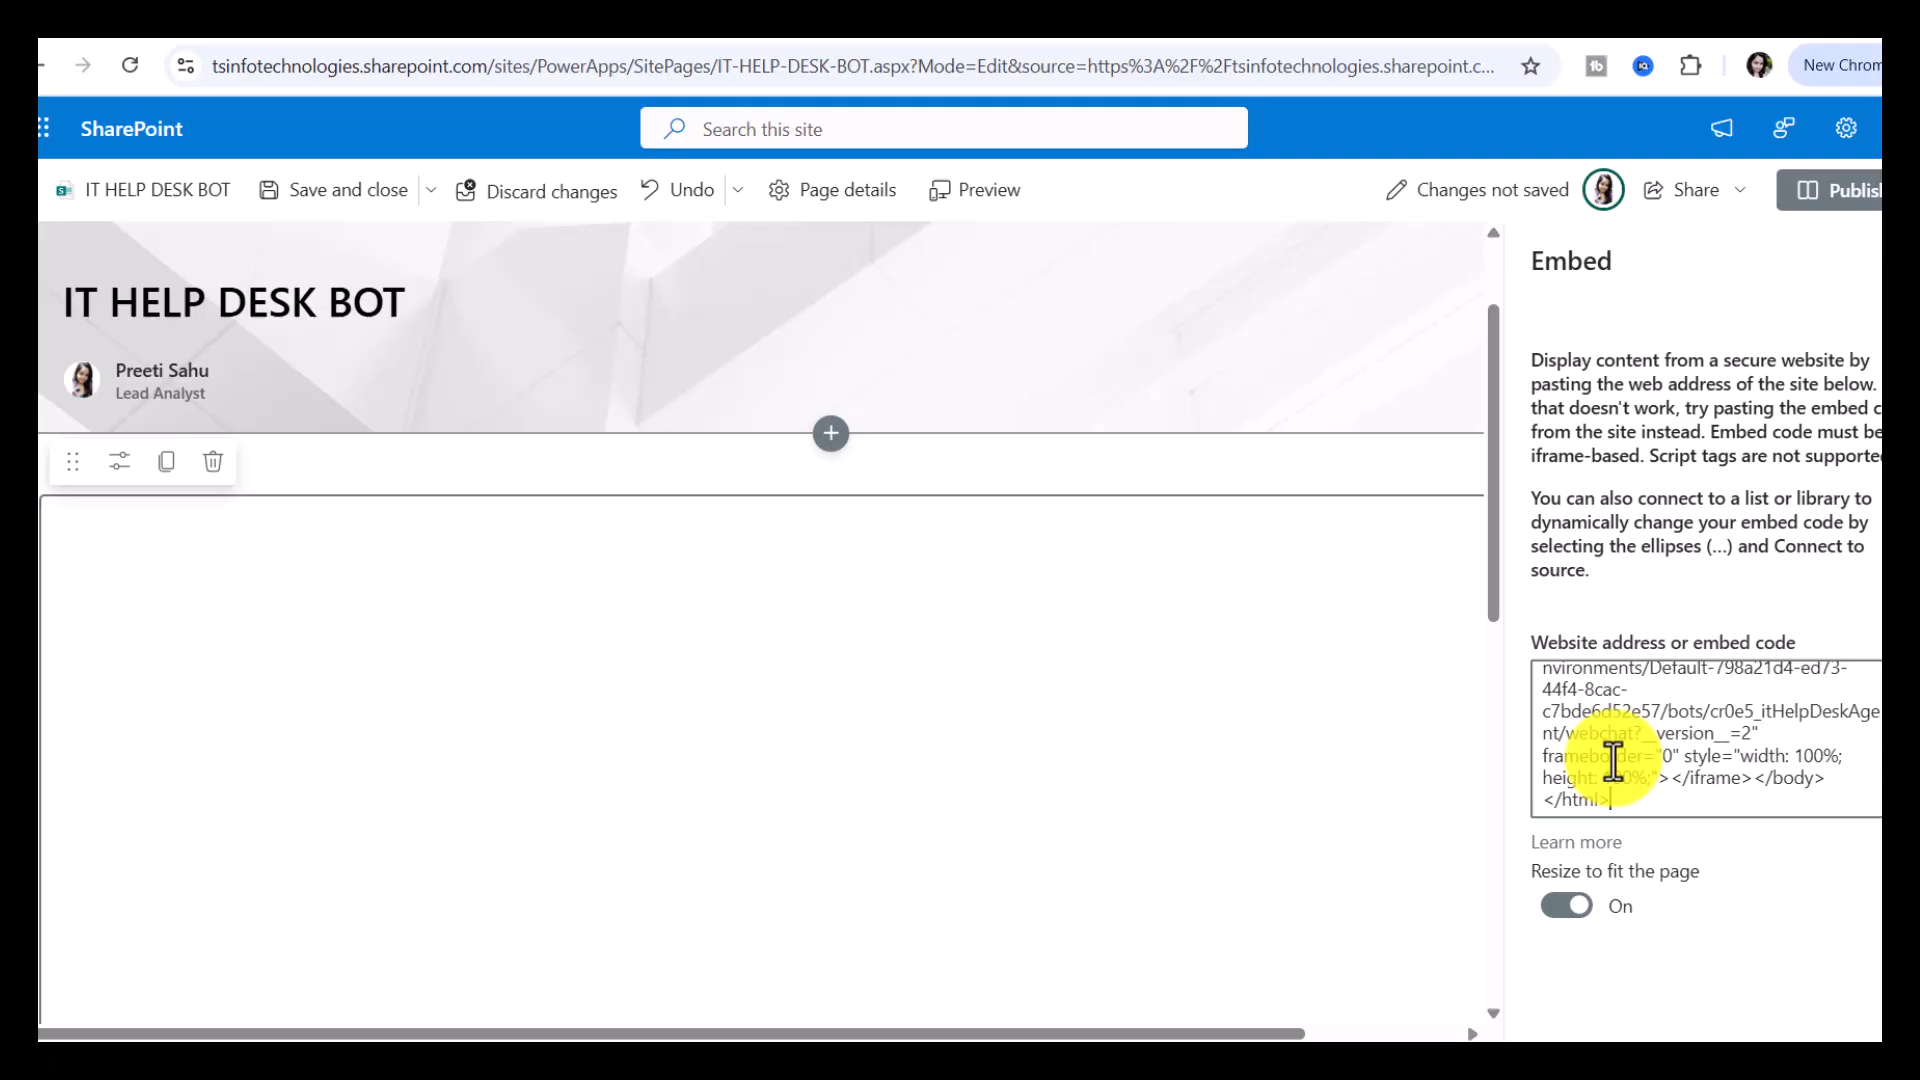 tsinfotechnologies.sharepoint.com/sites/PowerApps/SitePages/IT-HELP-DESK-BOT.aspx?Mode=Edit&source=https%3A%2F%2Ftsinfotechnologies.sharepoint.c...
New Chrom
SharePoint
Search this site
IT HELP DESK BOT
Save and close
Discard changes
Undo
Page details
Preview
Changes not saved
Share
Publis
IT HELP DESK BOT
Preeti Sahu
Lead Analyst
Embed
Display content from a secure website by
pasting the web address of the site below.
that doesn't work, try pasting the embed c
from the site instead. Embed code must be
iframe-based. Script tags are not supporte
You can also connect to a list or library to
dynamically change your embed code by
selecting the ellipses (...) and Connect to
source.
Website address or embed code
nvironments/Default-798a21d4-ed73-
44f4-8cac-
c7bde6d52e57/bots/cr0e5_itHelpDeskAge
nt/webchat?__version__=2"
frameborder="0" style="width: 100%;
height: 100%;"></iframe></body>
</html>
Learn more
Resize to fit the page
On